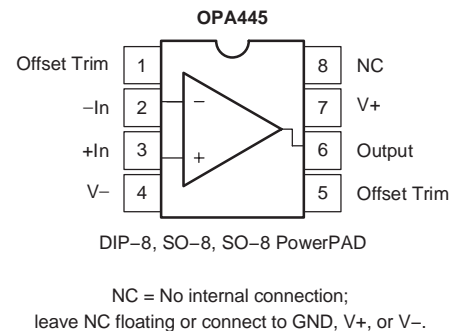 OPA445
Offset Trim 1 8 NC
−In 2 − 7 V+
+In 3 + 6 Output
V− 4 5 Offset Trim
DIP−8, SO−8, SO−8 PowerPAD
NC = No internal connection;
leave NC floating or connect to GND, V+, or V−.